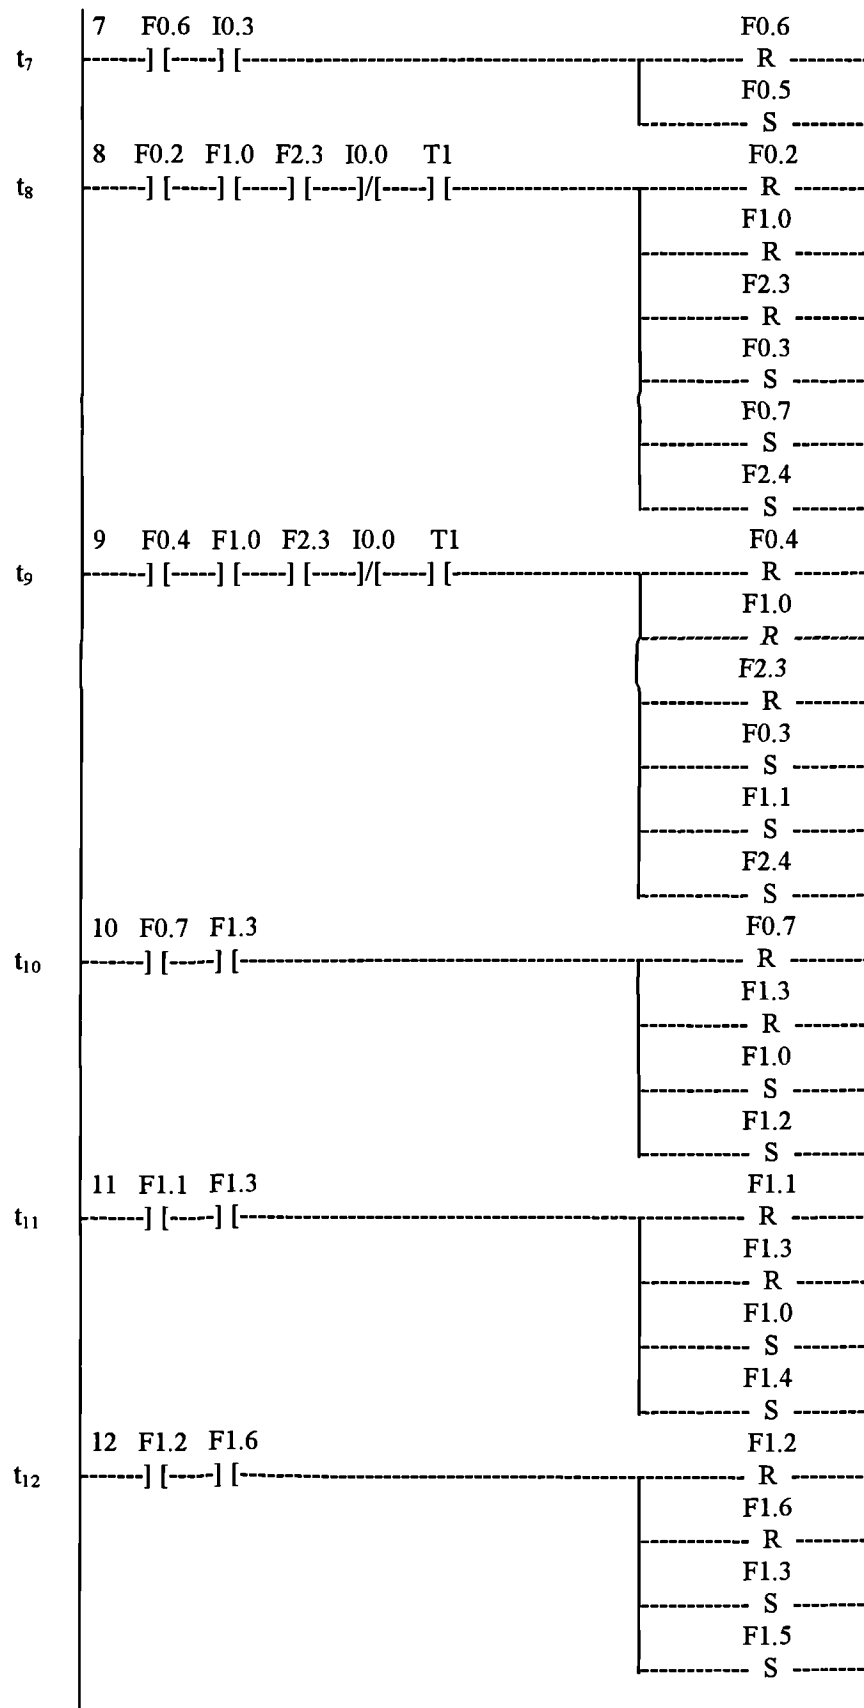 7 F0.6 I0.3 F0.6
t7 ------] [-----] [------ R ------
F0.5
------ S ------
8 F0.2 F1.0 F2.3 I0.0 T1 F0.2
t8 ------] [-----] [-----] [-----]/[-----] [------ R ------
F1.0
------ R ------
F2.3
------ R ------
F0.3
------ S ------
F0.7
------ S ------
F2.4
------ S ------
9 F0.4 F1.0 F2.3 I0.0 T1 F0.4
t9 ------] [-----] [-----] [-----]/[-----] [------ R ------
F1.0
------ R ------
F2.3
------ R ------
F0.3
------ S ------
F1.1
------ S ------
F2.4
------ S ------
10 F0.7 F1.3 F0.7
t10 ------] [-----] [------ R ------
F1.3
------ R ------
F1.0
------ S ------
F1.2
------ S ------
11 F1.1 F1.3 F1.1
t11 ------] [-----] [------ R ------
F1.3
------ R ------
F1.0
------ S ------
F1.4
------ S ------
12 F1.2 F1.6 F1.2
t12 ------] [-----] [------ R ------
F1.6
------ R ------
F1.3
------ S ------
F1.5
------ S ------